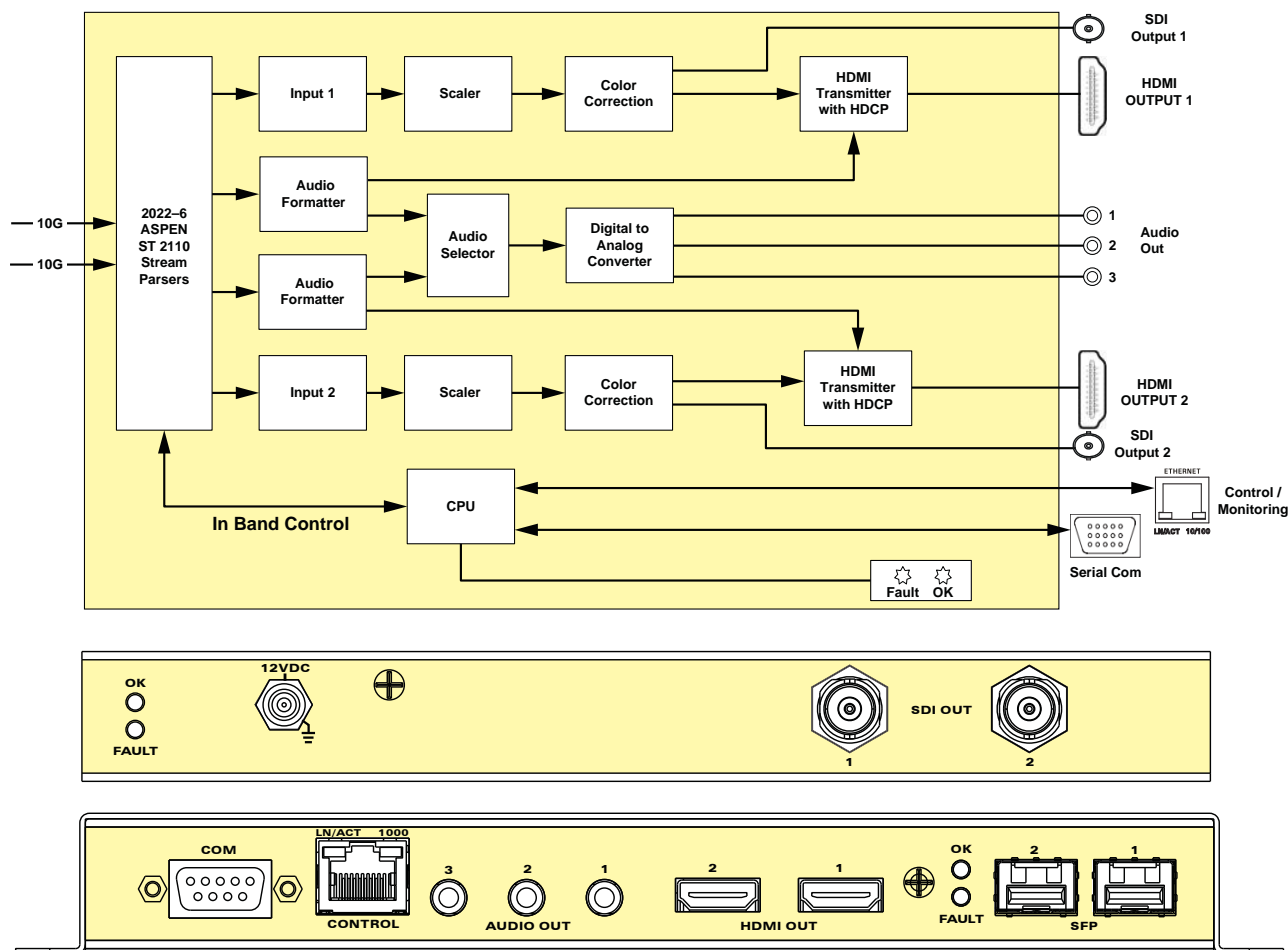 SDI
Output 1
HDMI
OUTPUT 1
Input 1
Scaler
Color
Correction
HDMI
Transmitter
with HDCP
Audio
Formatter
2022–6
ASPEN
ST 2110
Stream
Parsers
10G
10G
Audio
Selector
Digital to
Analog
Converter
1
2
3
Audio
Out
Audio
Formatter
Input 2
Scaler
Color
Correction
HDMI
Transmitter
with HDCP
HDMI
OUTPUT 2
SDI
Output 2
ETHERNET
LN/ACT 10/100
Control /
Monitoring
CPU
In Band Control
Serial Com
Fault OK
OK
FAULT
12VDC
SDI OUT
1
2
COM
LN/ACT 1000
CONTROL
3
2
1
AUDIO OUT
2
1
HDMI OUT
OK
FAULT
2
1
SFP